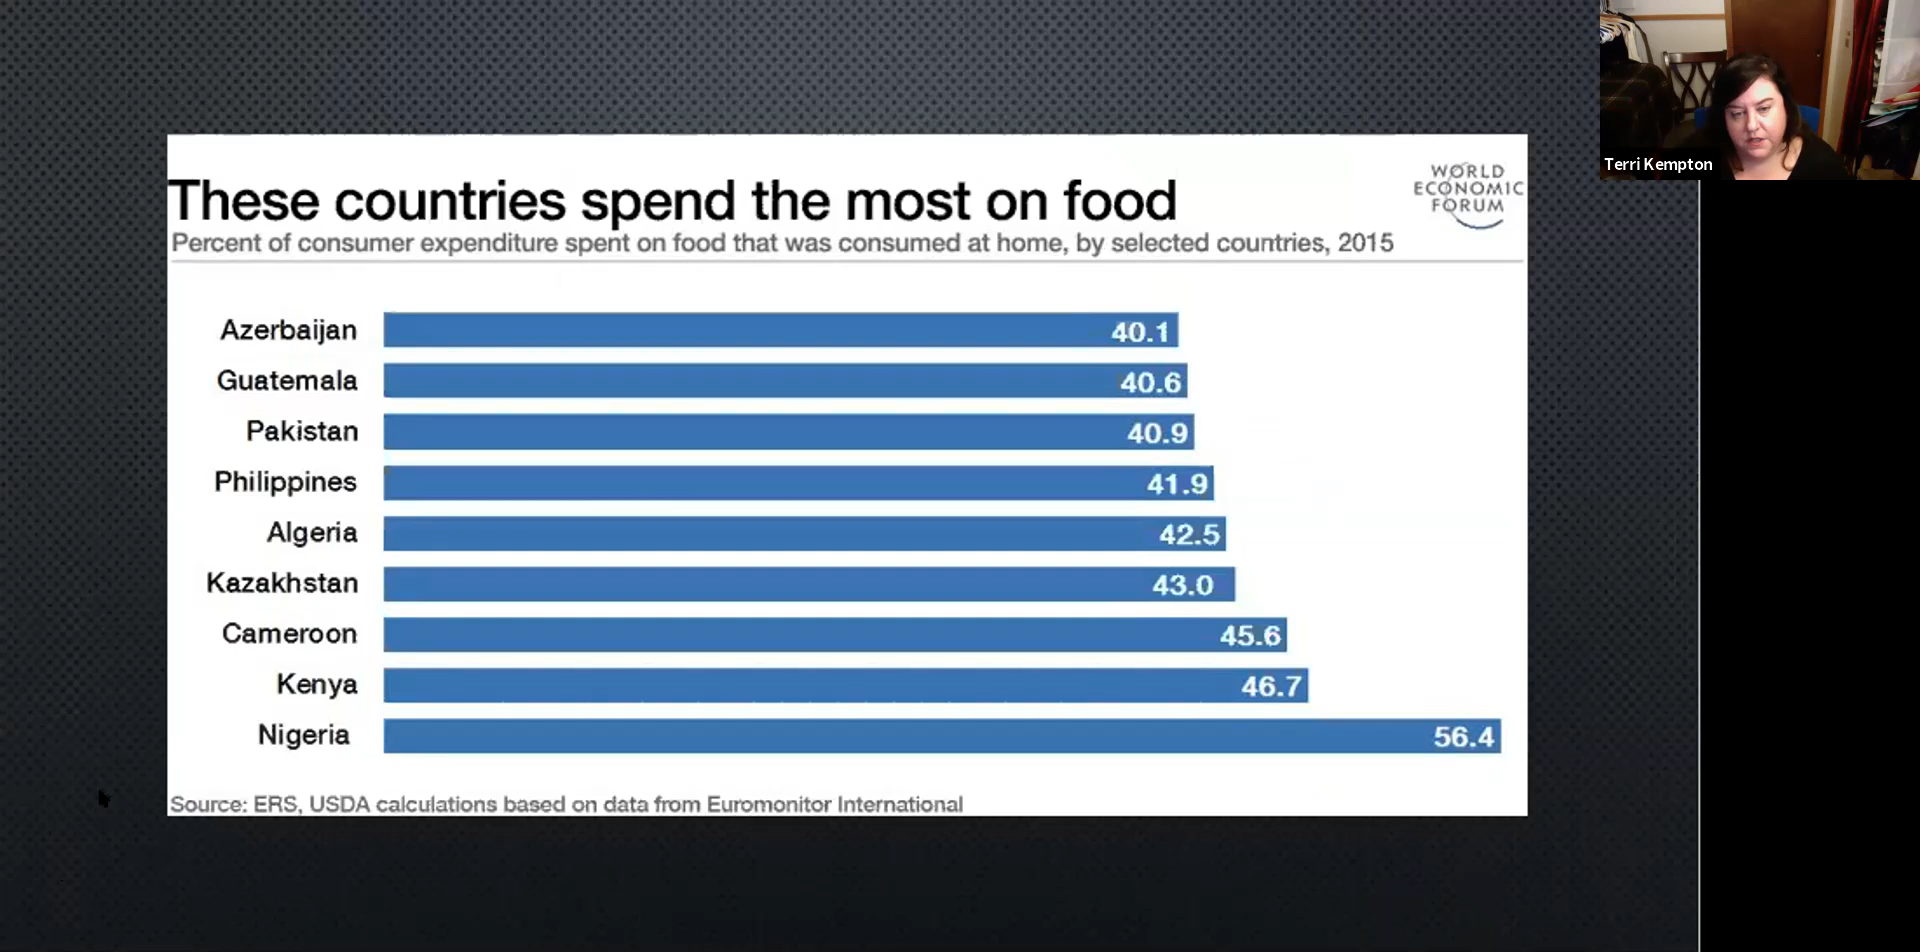 These countries spend the most on food
WORLD
ECONOMIC
FORUM
Percent of consumer expenditure spent on food that was consumed at home, by selected countries, 2015
Azerbaijan 40.1
Guatemala 40.6
Pakistan 40.9
Philippines 41.9
Algeria 42.5
Kazakhstan 43.0
Cameroon 45.6
Kenya 46.7
Nigeria 56.4
Source: ERS, USDA calculations based on data from Euromonitor International
Terri Kempton